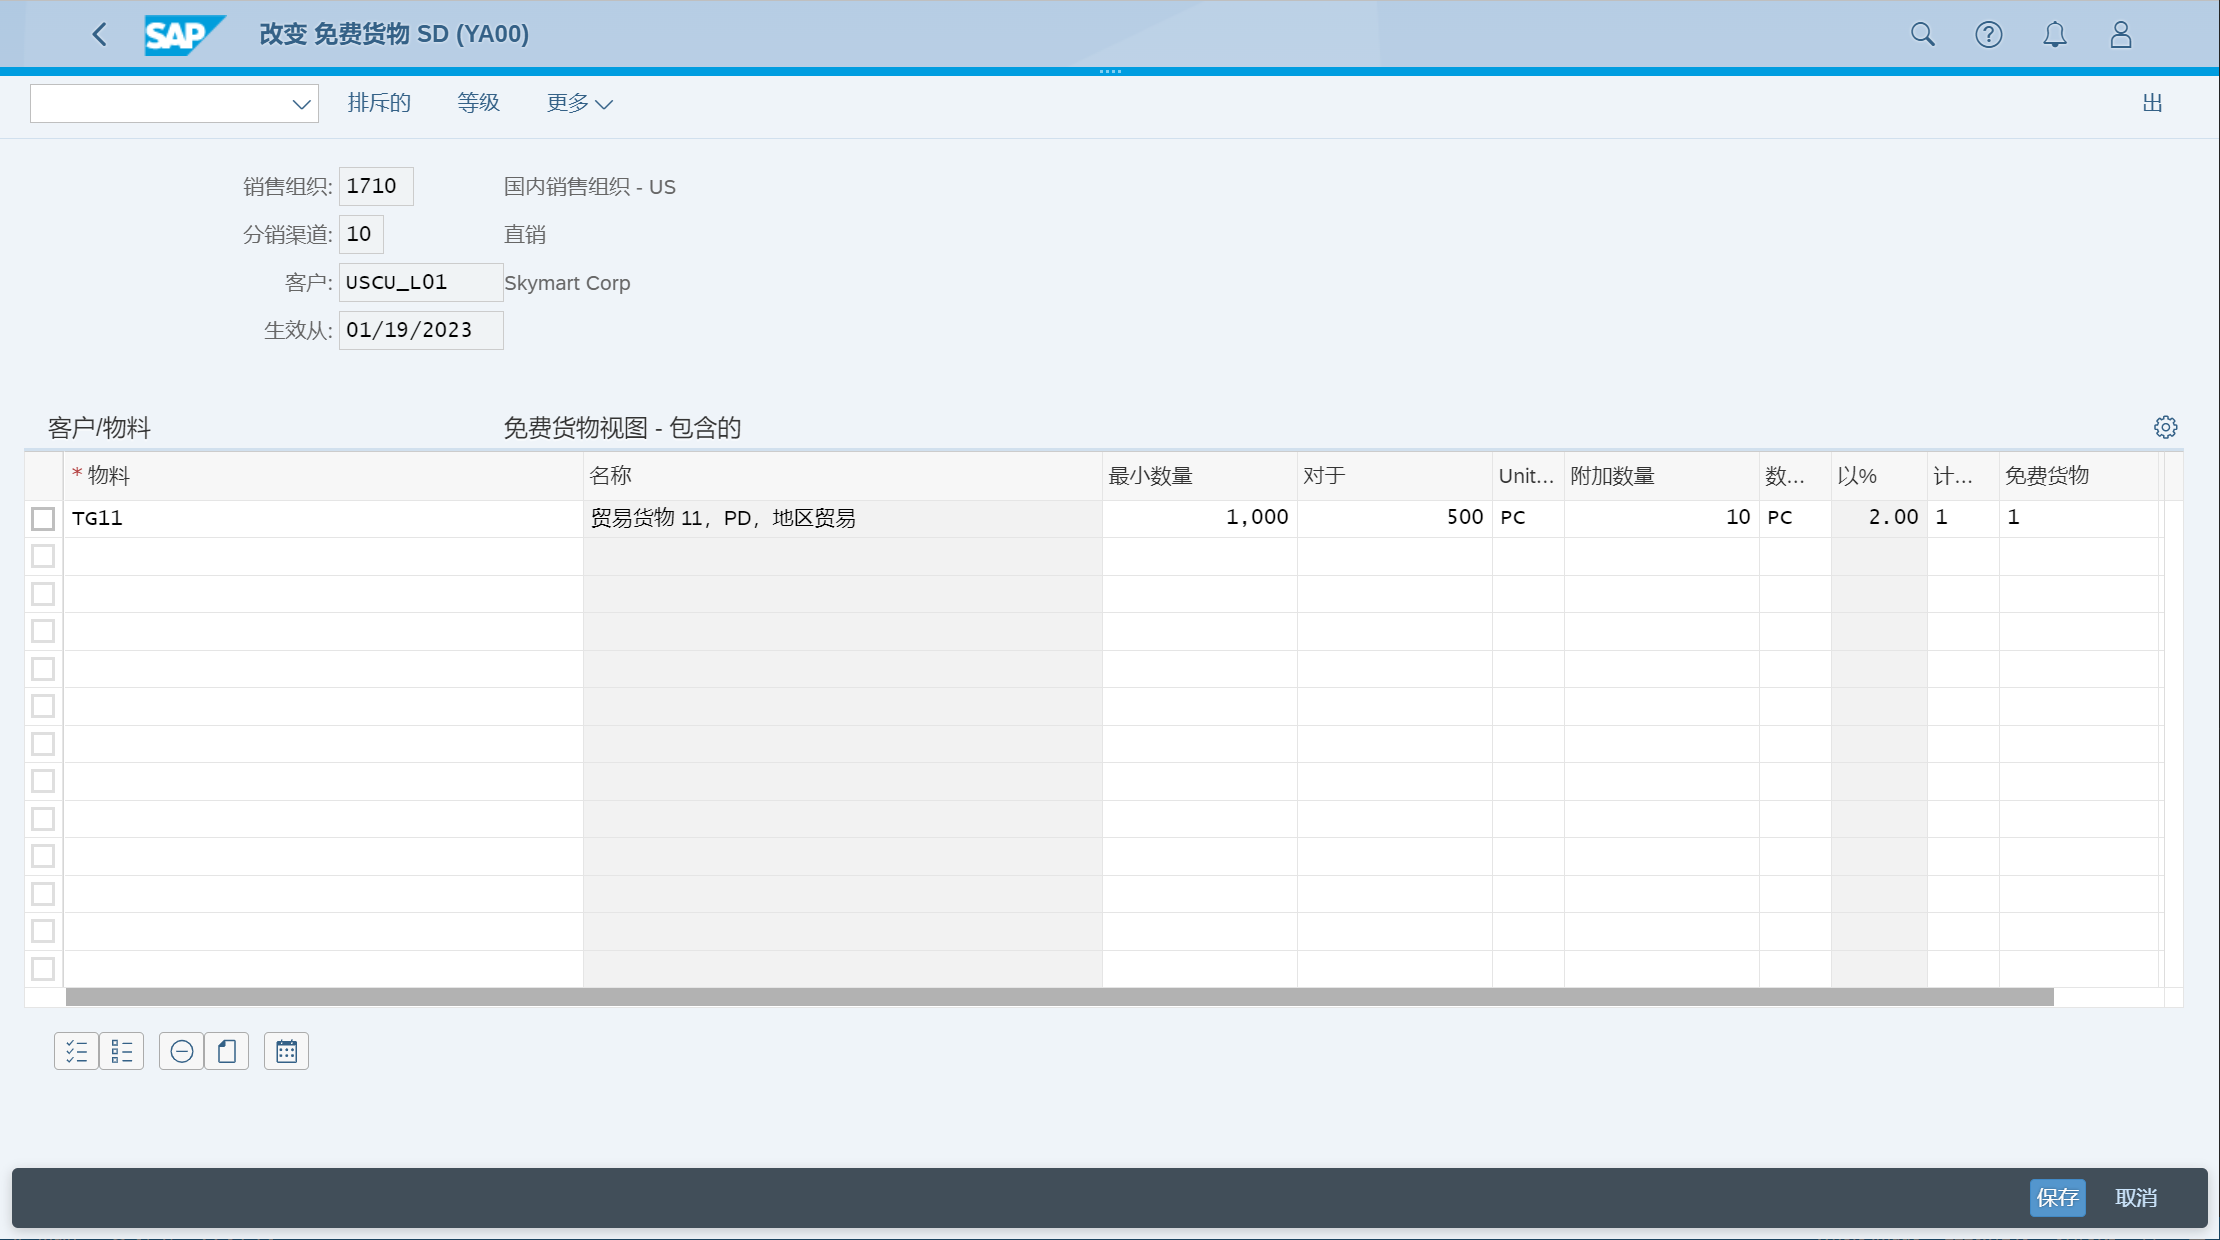 SAP 改变 免费货物 SD (YA00)
排斥的 等级 更多 出
销售组织: 1710 国内销售组织 - US
分销渠道: 10 直销
客户: USCU_L01 Skymart Corp
生效从: 01/19/2023
客户/物料 免费货物视图 - 包含的
* 物料 名称 最小数量 对于 Unit... 附加数量 数... 以% 计... 免费货物
TG11 贸易货物 11，PD，地区贸易 1,000 500 PC 10 PC 2.00 1 1
保存 取消